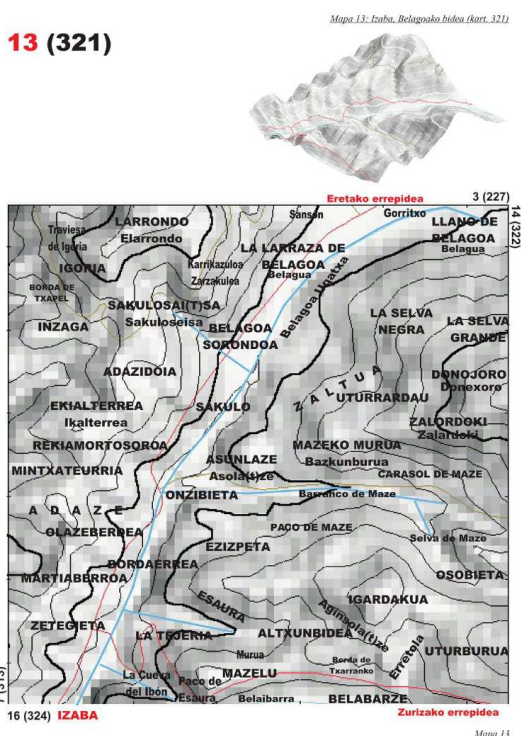 Mapa 13: Izaba, Belagoako bidea (kart. 321)
13 (321)
Eretako errepidea
3 (227)
14 (322)
Sanson
Gorritxo
LARRONDO
Elarrondo
Traviesa
de Igoria
IGORIA
LLANO DE
BELAGOA
Belagua
LA LARRAZA DE
BELAGOA
Belagua
Karrikazuloa
Zarzakulea
BORDA DE
TXAPEL
SAKULOSAI(T)SA
Sakuloseisa
Belagoa Ugatxa
INZAGA
BELAGOA
SORONDOA
LA SELVA
NEGRA
LA SELVA
GRANDE
ADAZIDOIA
DONOJORO
Donexoro
ZALTUA
UTURRARDAU
EKIALTERREA
Ikalterrea
SAKULO
ZALORDOKI
Zalardoki
REKIAMORTOSOROA
MAZEKO MURUA
Bazkunburua
ASUNLAZE
Asola(t)ze
MINTXATEURRIA
CARASOL DE MAZE
ONZIBIETA
Barranco de Maze
ADAZE
OLAZEBERDEA
PACO DE MAZE
Selva de Maze
EZIZPETA
BORDAERREA
MARTIABERROA
OSOBIETA
ESAURA
IGARDAKUA
Aginsola(t)ze
ZETEGIETA
LA TEJERIA
ALTXUNBIDEA
Erretola
UTURBURUA
Murua
Borda de
Txarranko
La Cueva
del Ibón
Paco de
Esaura
MAZELU
Belaibarra
BELABARZE
16 (324) IZABA
Zurizako errepidea
Mapa 13